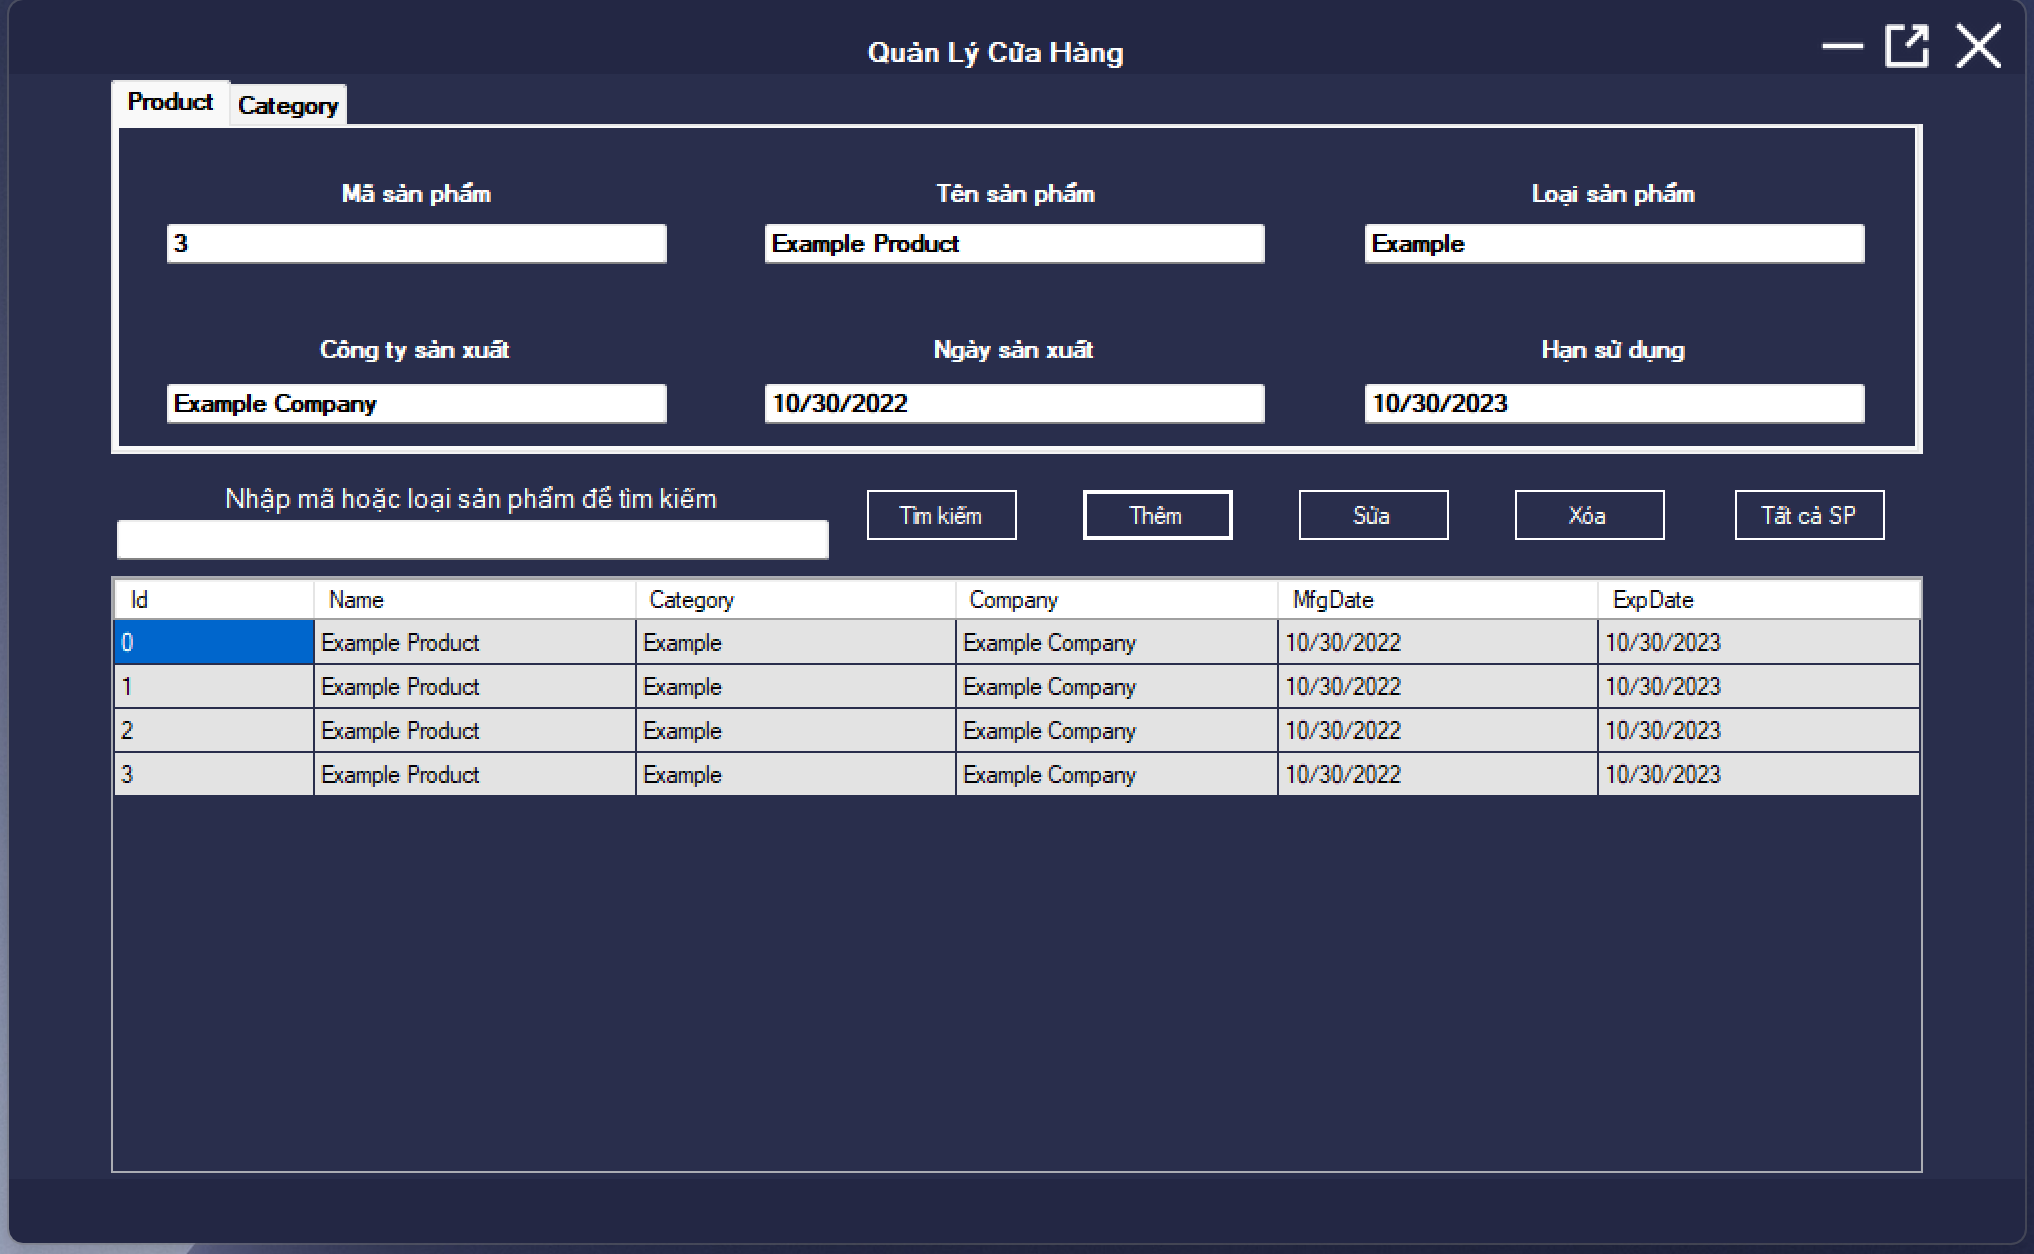 Quản Lý Cửa Hàng
Product Category
Mã sản phẩm Tên sản phẩm Loại sản phẩm
3 Example Product Example
Công ty sản xuất Ngày sản xuất Hạn sử dụng
Example Company 10/30/2022 10/30/2023
Nhập mã hoặc loại sản phẩm để tìm kiếm
Tìm kiếm Thêm Sửa Xóa Tất cả SP
Id Name Category Company MfgDate ExpDate
0 Example Product Example Example Company 10/30/2022 10/30/2023
1 Example Product Example Example Company 10/30/2022 10/30/2023
2 Example Product Example Example Company 10/30/2022 10/30/2023
3 Example Product Example Example Company 10/30/2022 10/30/2023